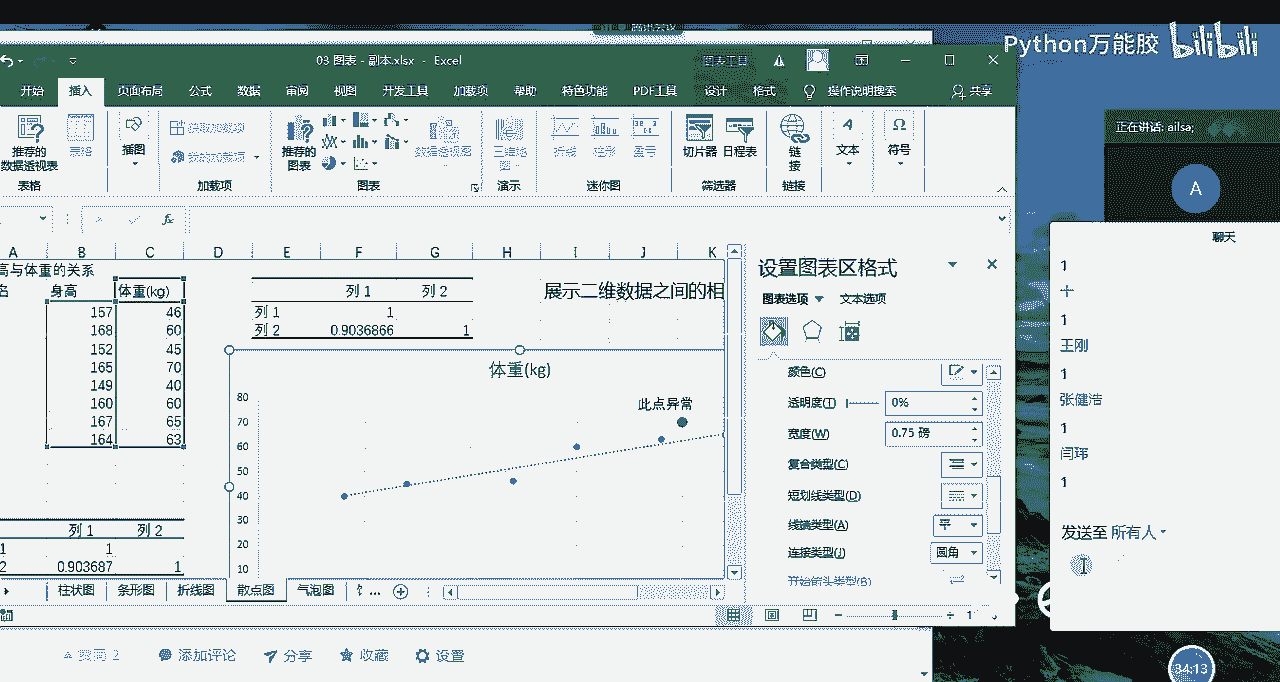 腾讯会议
Python万能胶 bilibili
03 图表 - 副本.xlsx - Excel
图表工具
开始 插入 页面布局 公式 数据 审阅 视图 开发工具 加载项 帮助 特色功能 PDF工具 设计 格式 操作说明搜索 共享
正在讲话: ailsa;
A
推荐的
数据透视表
表格
插图
获取加载项
我的加载项
推荐的
图表
数据透视图
三维地
图
折线
柱形
盈亏
切片器
日程表
链
接
文本
符号
表格 加载项 图表 演示 迷你图 筛选器 链接
fx
A B C D E F G H I J K
高与体重的关系
名 身高 体重(kg)
157 46
168 60
152 45
165 70
149 40
160 60
167 65
164 63
列 1 列 2
列 1 1
列 2 0.9036866 1
展示二维数据之间的相
体重(kg)
此点异常
80
70
60
50
40
30
20
10
列 1 列 2
1 1
2 0.903687 1
柱状图 条形图 折线图 散点图 气泡图 ...
设置图表区格式
图表选项 文本选项
颜色(C)
透明度(T) 0%
宽度(W) 0.75 磅
复合类型(C)
短划线类型(D)
线端类型(A) 平
连接类型(J) 圆角
开始箭头类型(B)
聊天
1
十
1
王刚
1
张健浩
1
闫玮
1
发送至 所有人
赞同 2 添加评论 分享 收藏 设置
34:13